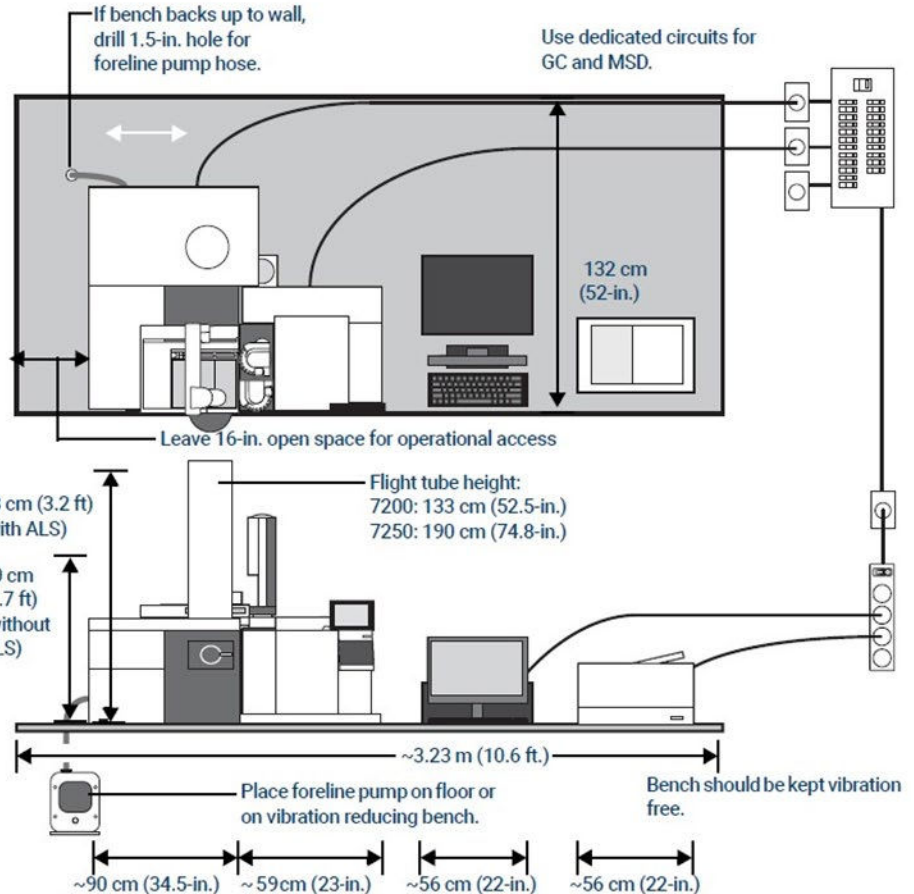 If bench backs up to wall,
drill 1.5-in. hole for
foreline pump hose.
Use dedicated circuits for
GC and MSD.
132 cm
(52-in.)
Leave 16-in. open space for operational access
cm (3.2 ft)
ith ALS)
Flight tube height:
7200: 133 cm (52.5-in.)
7250: 190 cm (74.8-in.)
cm
.7 ft)
ithout
LS)
~3.23 m (10.6 ft.)
Place foreline pump on floor or
on vibration reducing bench.
Bench should be kept vibration
free.
~90 cm (34.5-in.)
~ 59cm (23-in.)
~56 cm (22-in.)
~56 cm (22-in.)